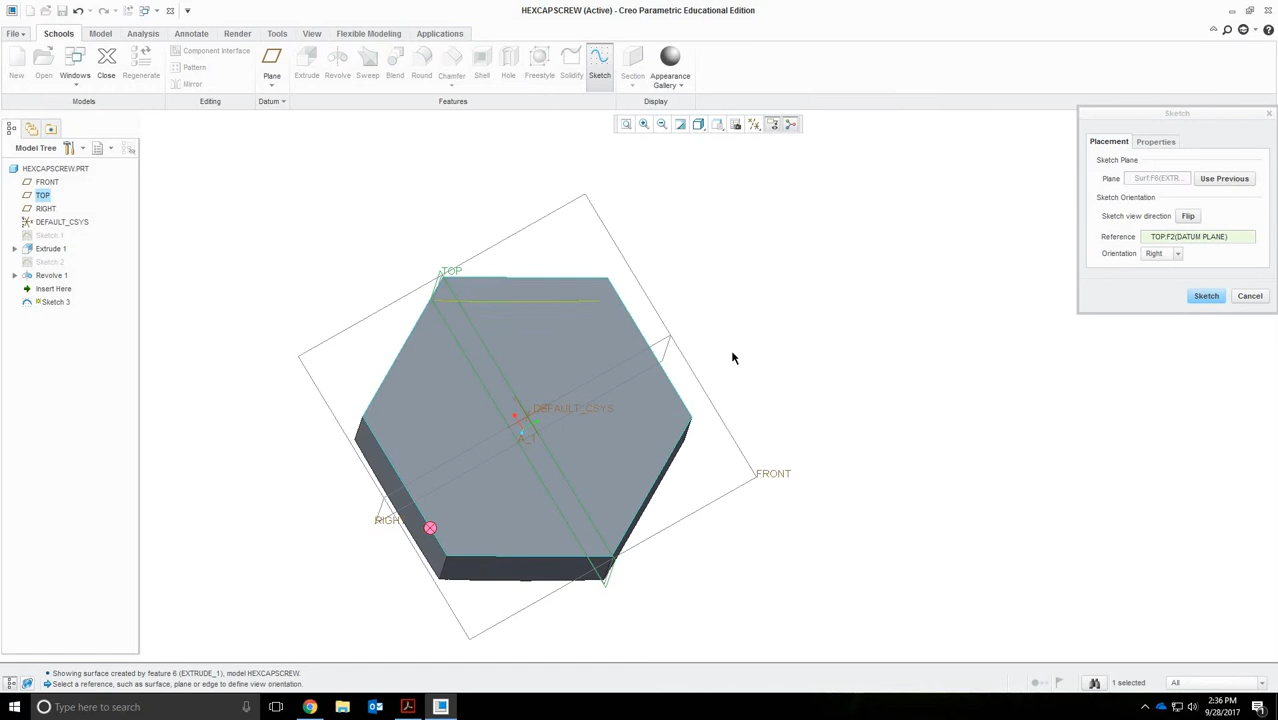 HEXCAPSCREW (Active) - Creo Parametric Educational Edition
File Schools Model Analysis Annotate Render Tools View Flexible Modeling Applications
New Open Windows Close Regenerate
Component Interface
Pattern
Mirror
Plane Extrude Revolve Sweep Blend Round Chamfer Shell Hole Freestyle Solidify Sketch Section Appearance Gallery
Models Editing Datum Features Display
Model Tree
HEXCAPSCREW.PRT
FRONT
TOP
RIGHT
DEFAULT_CSYS
Sketch 1
Extrude 1
Sketch 2
Revolve 1
Insert Here
Sketch 3
TOP
DEFAULT_CSYS
A_1
FRONT
RIGHT
Sketch
Placement Properties
Sketch Plane
Plane Surf:F6(EXTR... Use Previous
Sketch Orientation
Sketch view direction Flip
Reference TOP:F2(DATUM PLANE)
Orientation Right
Sketch Cancel
Showing surface created by feature 6 (EXTRUDE_1), model HEXCAPSCREW.
Select a reference, such as surface, plane or edge to define view orientation.
1 selected All
Type here to search
2:36 PM
9/28/2017